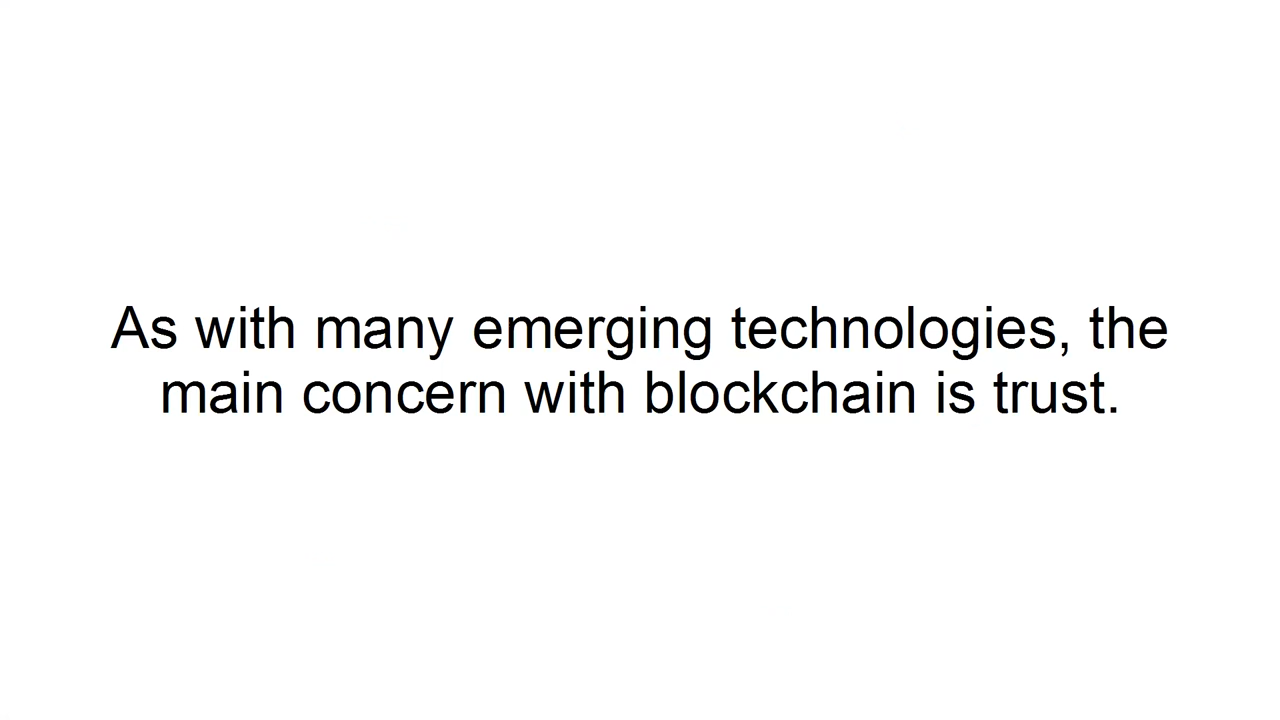 As with many emerging technologies, the
main concern with blockchain is trust.